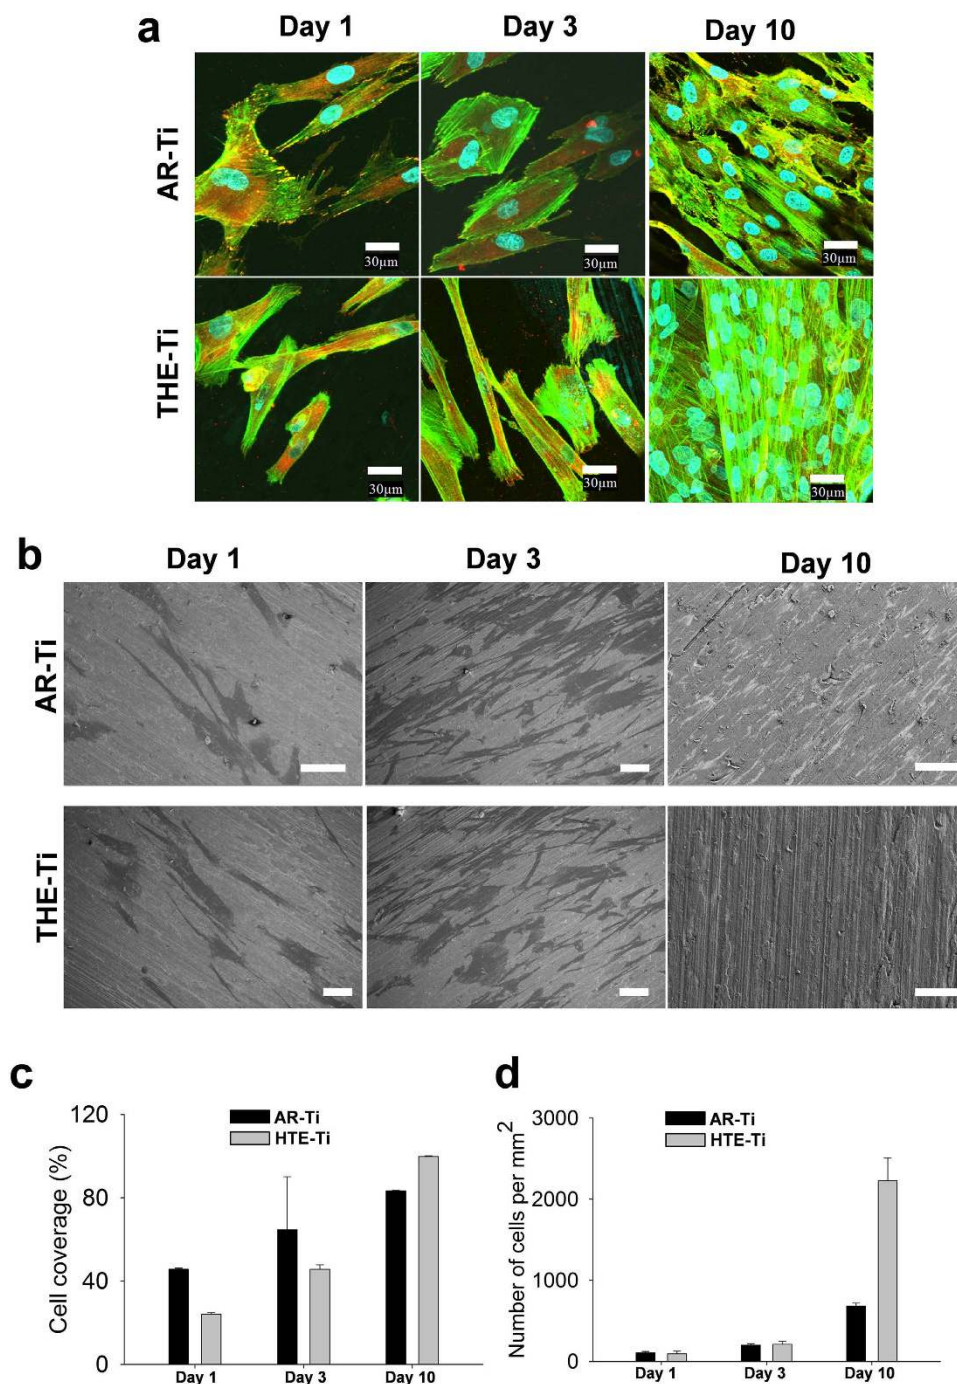 a
Day 1 Day 3 Day 10
AR-Ti
30µm 30µm 30µm
THE-Ti
30µm 30µm 30µm
b
Day 1 Day 3 Day 10
AR-Ti
THE-Ti
c
AR-Ti
HTE-Ti
Cell coverage (%)
120
80
40
0
Day 1 Day 3 Day 10
d
AR-Ti
HTE-Ti
Number of cells per mm²
3000
2000
1000
0
Day 1 Day 3 Day 10